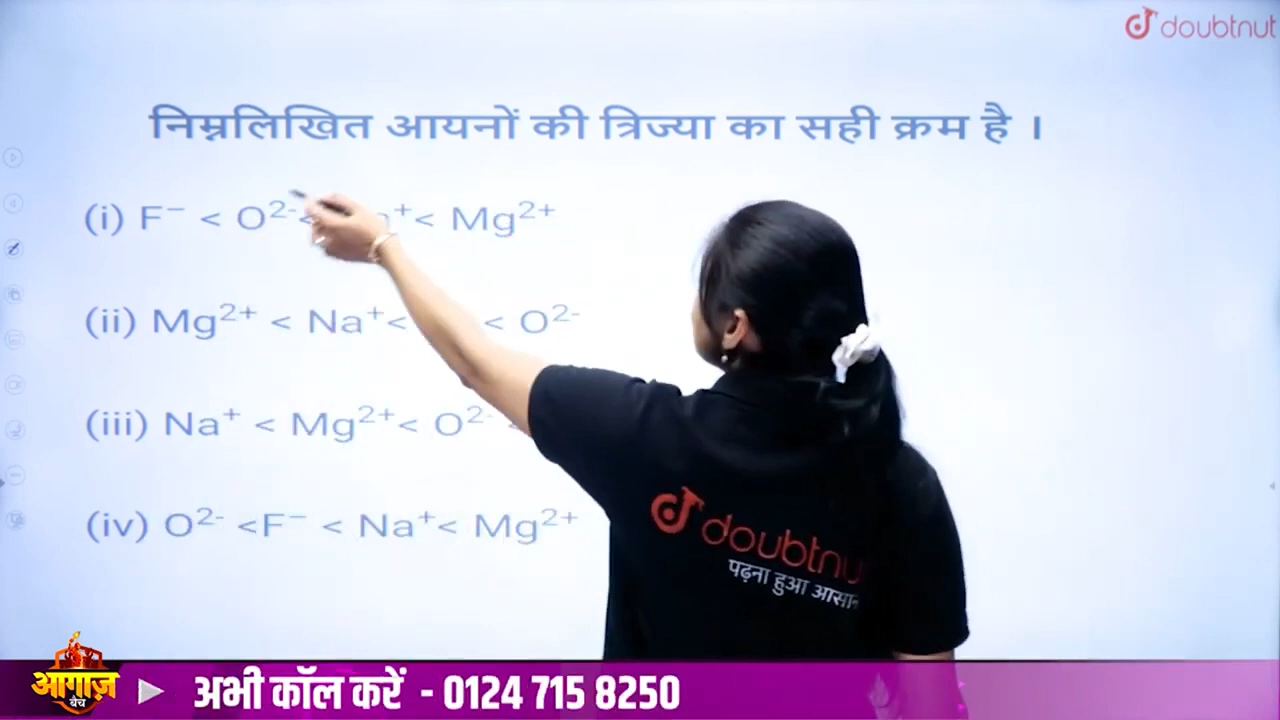 doubtnut
निम्नलिखित आयनों की त्रिज्या का सही क्रम है ।
(i) F⁻ < O²⁻< ⁺< Mg²⁺
(ii) Mg²⁺ < Na⁺< < O²⁻
(iii) Na⁺ < Mg²⁺< O²⁻
(iv) O²⁻ <F⁻ < Na⁺< Mg²⁺
doubtnut
पढ़ना हुआ आसान
आगाज़
बैच
अभी कॉल करें - 0124 715 8250